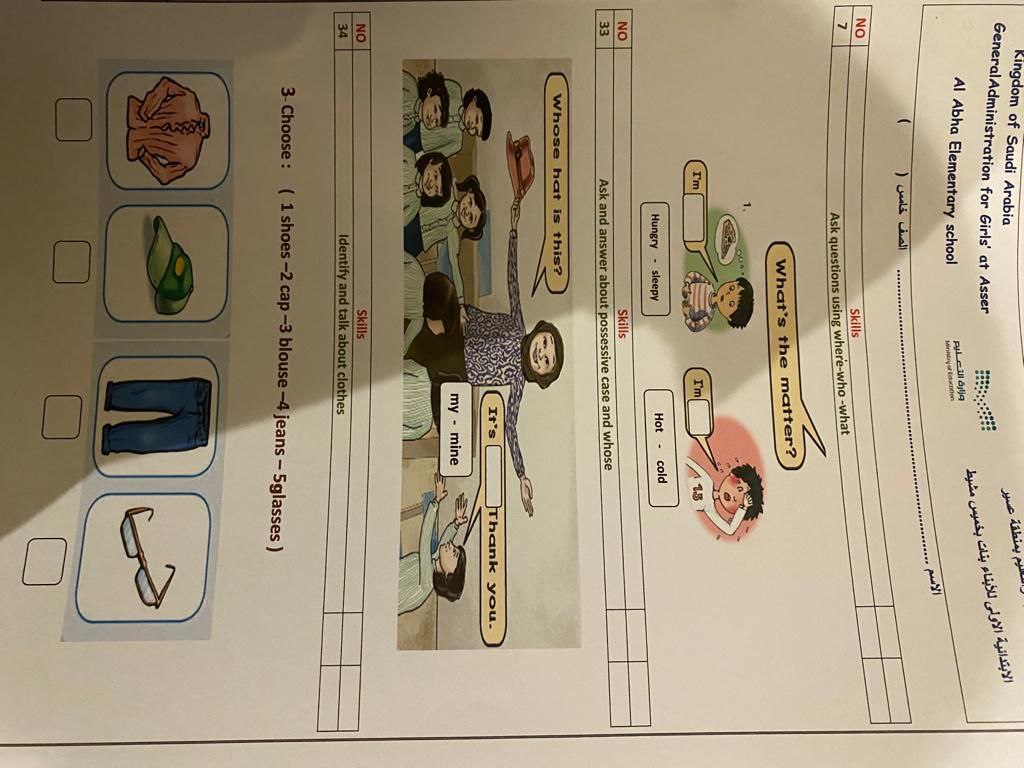 Kingdom of Saudi Arabia
General Administration for Girls' at Asser
Al Abha Elementary school
وزارة التعليم
Ministry of Education
بمنطقة عسير
الابتدائية الاولى للأبناء بنات بخميس مشيط
الاسم ........................................ الصف خامس ( )
NO Skills
7 Ask questions using where-who -what
What's the matter?
1.
I'm
I'm
13
Hungry - sleepy
Hot - cold
NO Skills
33 Ask and answer about possessive case and whose
Whose hat is this?
It's Thank you.
my - mine
NO Skills
34 Identify and talk about clothes
3- Choose : ( 1 shoes –2 cap –3 blouse –4 jeans – 5glasses )